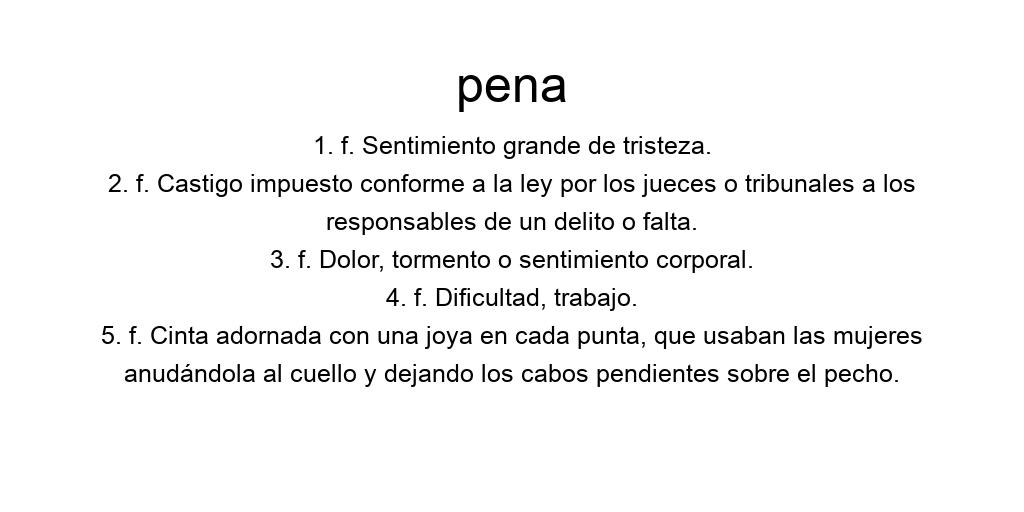 pena
1. f. Sentimiento grande de tristeza.
2. f. Castigo impuesto conforme a la ley por los jueces o tribunales a los
responsables de un delito o falta.
3. f. Dolor, tormento o sentimiento corporal.
4. f. Dificultad, trabajo.
5. f. Cinta adornada con una joya en cada punta, que usaban las mujeres
anudándola al cuello y dejando los cabos pendientes sobre el pecho.